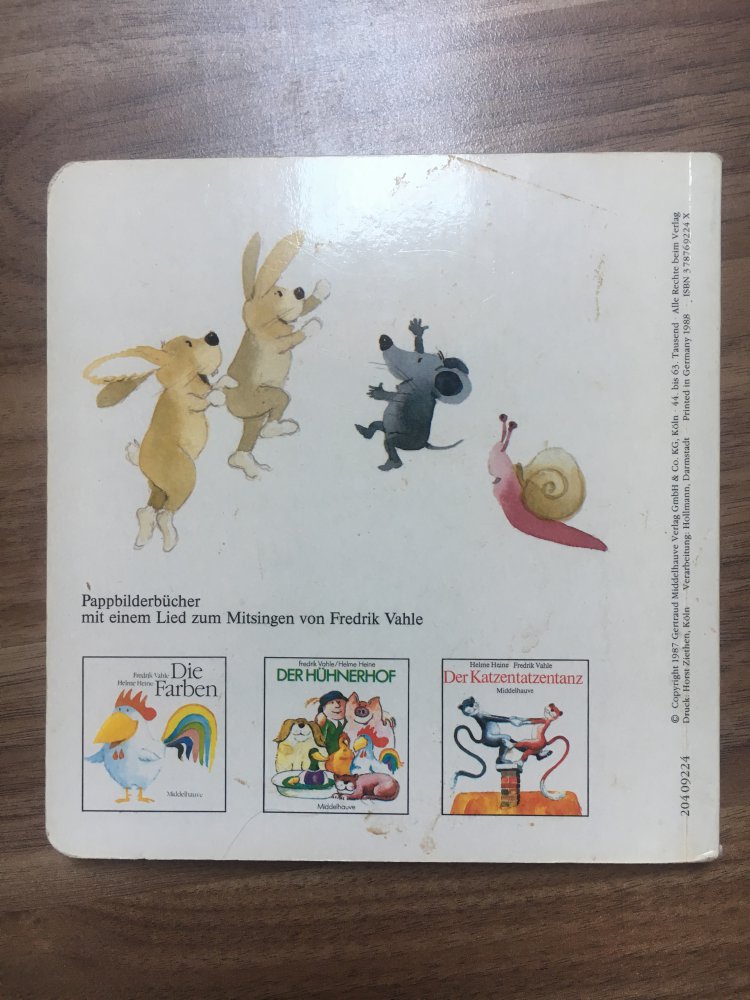 Pappbilderbücher
mit einem Lied zum Mitsingen von Fredrik Vahle
Fredrik Vahle
Helme Heine
Die
Farben
Middelhauve
Fredrik Vahle/Helme Heine
DER HÜHNERHOF
Middelhauve
Helme Heine Fredrik Vahle
Der Katzentatzentanz
Middelhauve
© Copyright 1987 Gertraud Middelhauve Verlag GmbH & Co. KG, Köln · 44. bis 63. Tausend · Alle Rechte beim Verlag
Druck: Horst Ziethen, Köln · Verarbeitung: Hollmann, Darmstadt · Printed in Germany 1988 · ISBN 3 7876 9224 X
20409224